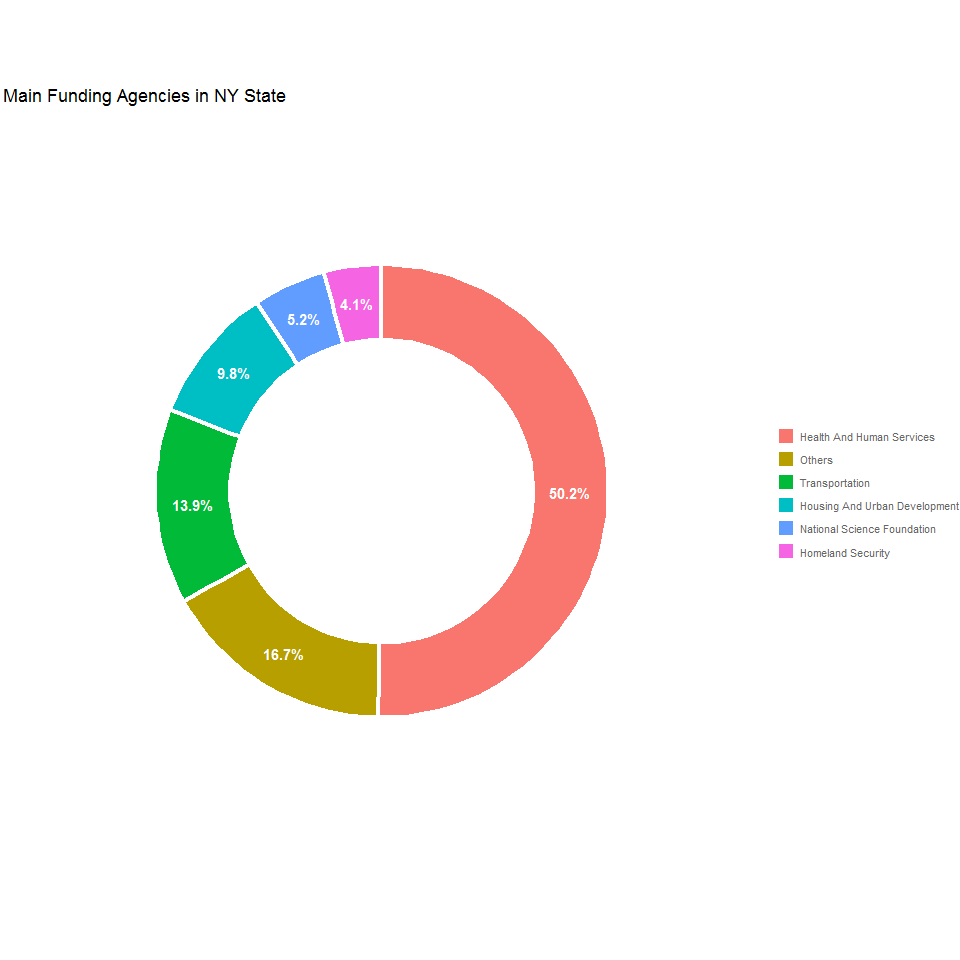 Main Funding Agencies in NY State
4.1%
5.2%
9.8%
50.2%
13.9%
16.7%
Health And Human Services
Others
Transportation
Housing And Urban Development
National Science Foundation
Homeland Security